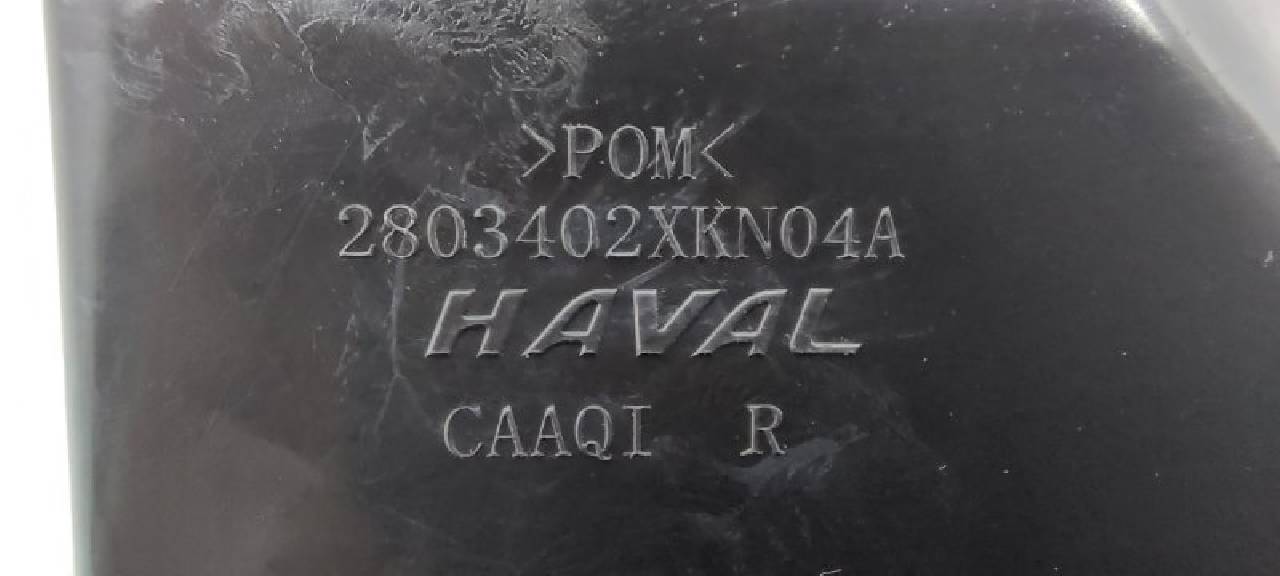 >POM<
2803402XKN04A
HAVAL
CAAQI R